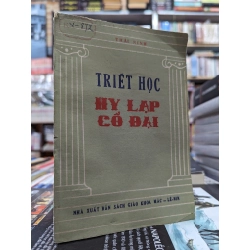 TRIẾT HỌC
HY LẠP
CỔ ĐẠI
NHÀ XUẤT BẢN SÁCH GIÁO KHOA MÁC - LÊ-NIN